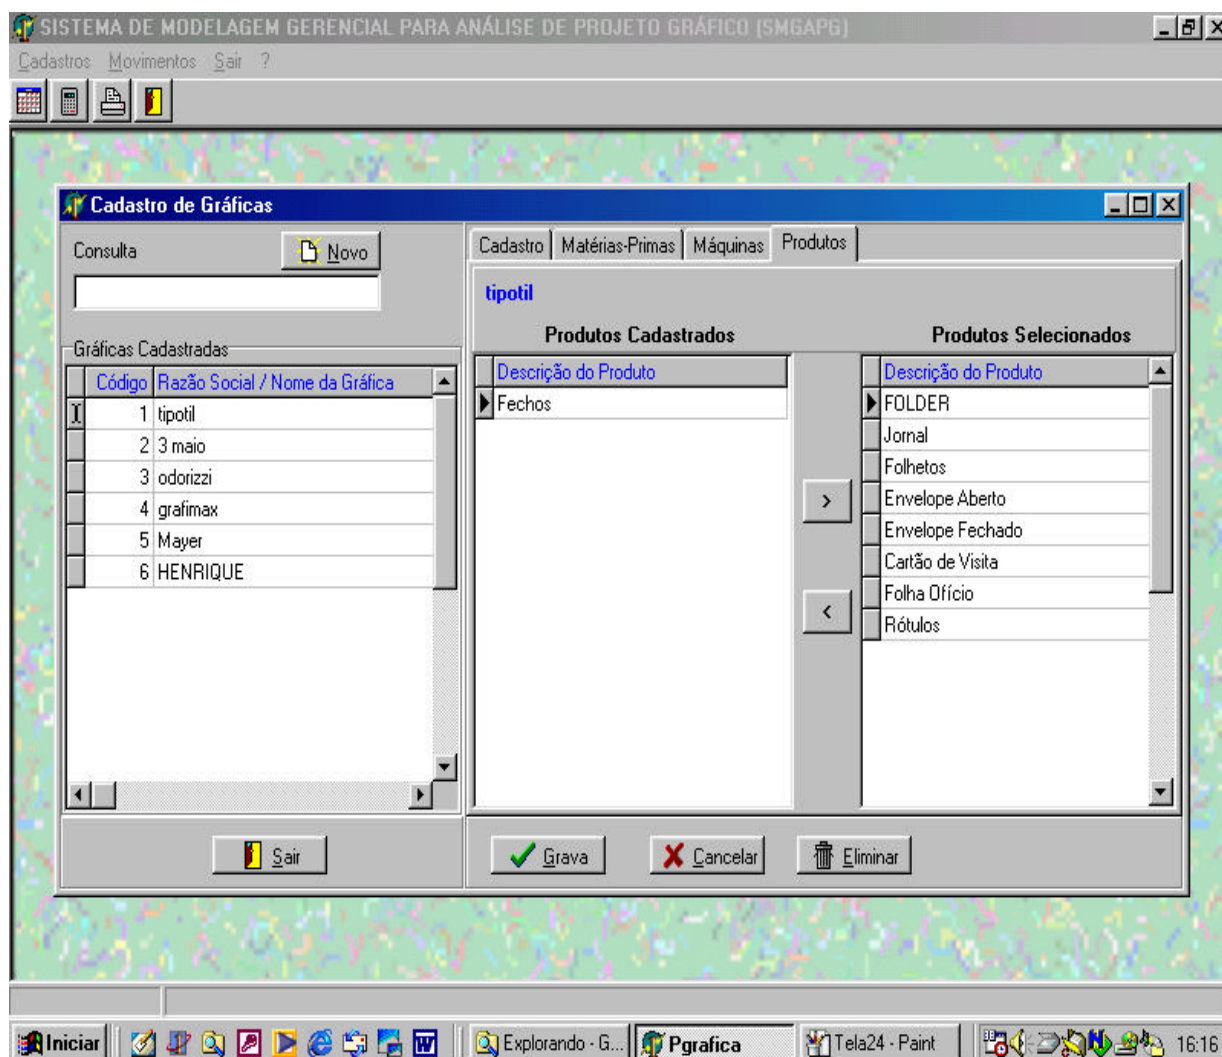 SISTEMA DE MODELAGEM GERENCIAL PARA ANÁLISE DE PROJETO GRÁFICO (SMGAPG)
Cadastros Movimentos Sair ?
Cadastro de Gráficas
Consulta
Novo
Gráficas Cadastradas
Código Razão Social / Nome da Gráfica
1 tipotil
2 3 maio
3 odorizzi
4 grafimax
5 Mayer
6 HENRIQUE
Sair
Cadastro Matérias-Primas Máquinas Produtos
tipotil
Produtos Cadastrados
Descrição do Produto
Fechos
>
<
Produtos Selecionados
Descrição do Produto
FOLDER
Jornal
Folhetos
Envelope Aberto
Envelope Fechado
Cartão de Visita
Folha Ofício
Rótulos
Grava Cancelar Eliminar
Iniciar Explorando - G... Pgrafica Tela24 - Paint 16:16